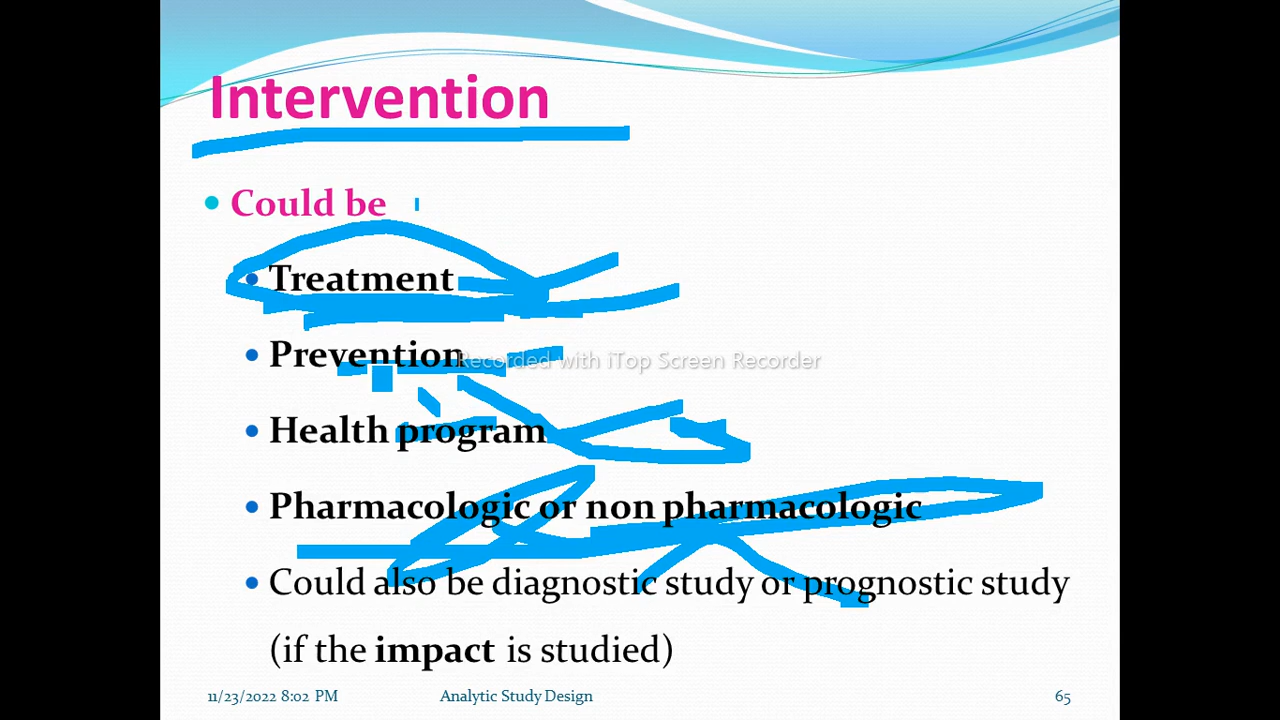 Intervention
Could be
Treatment
Prevention
Recorded with iTop Screen Recorder
Health program
Pharmacologic or non pharmacologic
Could also be diagnostic study or prognostic study
(if the impact is studied)
11/23/2022 8:02 PM
Analytic Study Design
65